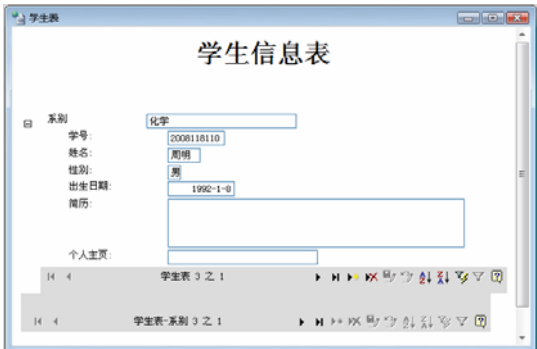 学生表
学生信息表
系别 化学
学号: 2008118110
姓名: 周明
性别: 男
出生日期: 1992-1-8
简历:
个人主页:
学生表 3 之 1
学生表-系别 3 之 1